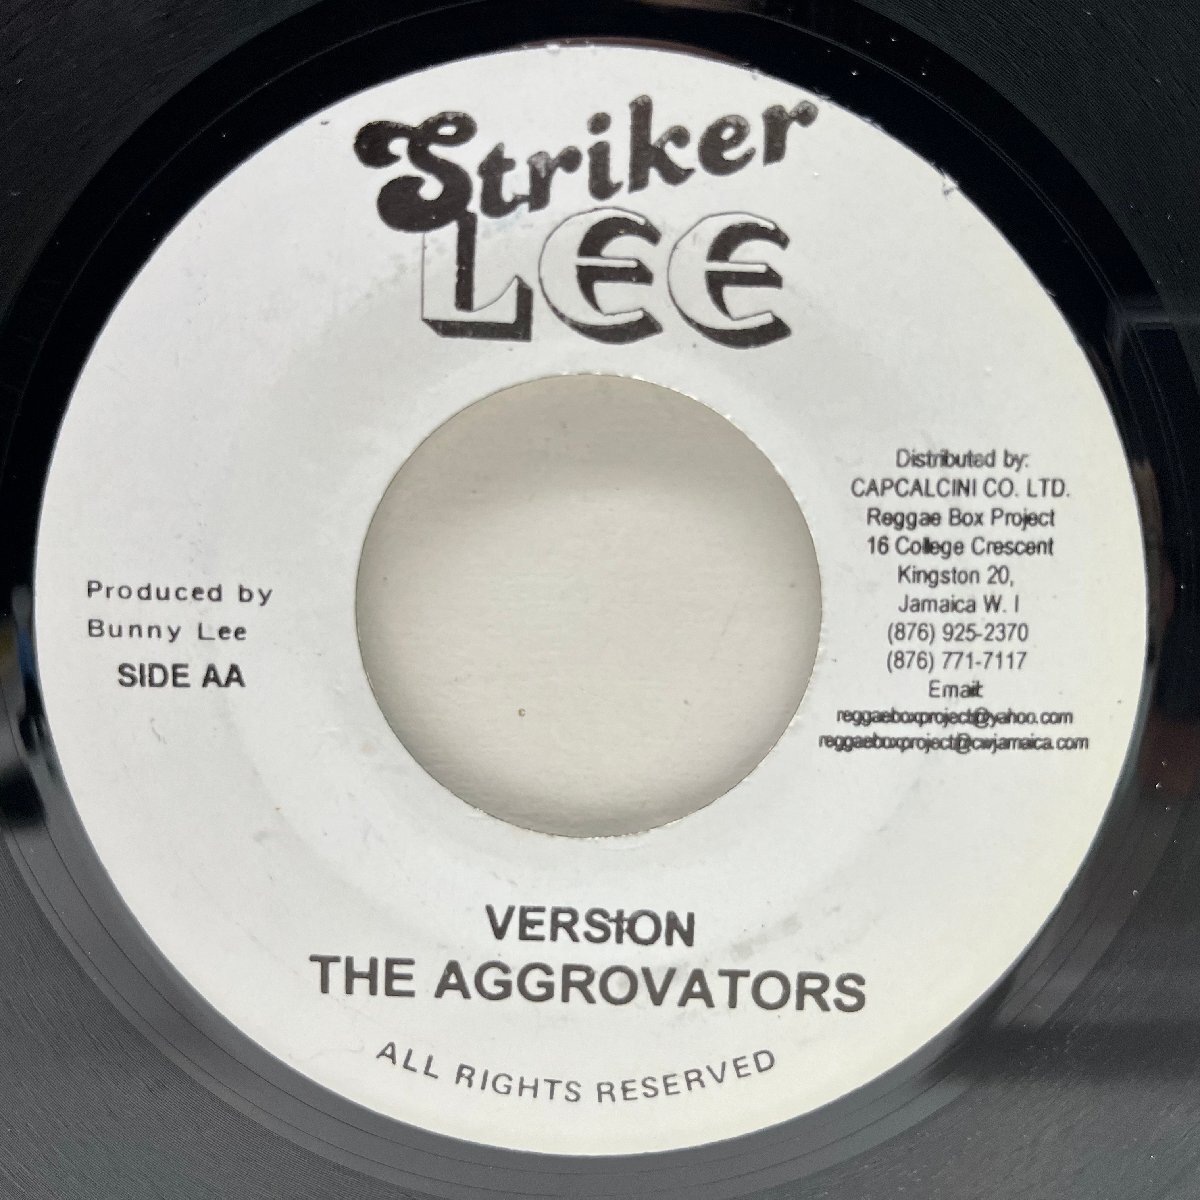 Striker
LEE
Produced by
Bunny Lee
SIDE AA
Distributed by:
CAPCALCINI CO. LTD.
Reggae Box Project
16 College Crescent
Kingston 20,
Jamaica W. I
(876) 925-2370
(876) 771-7117
Email:
reggaeboxproject@yahoo.com
reggaeboxproject@cwjamaica.com
VERSION
THE AGGROVATORS
ALL RIGHTS RESERVED